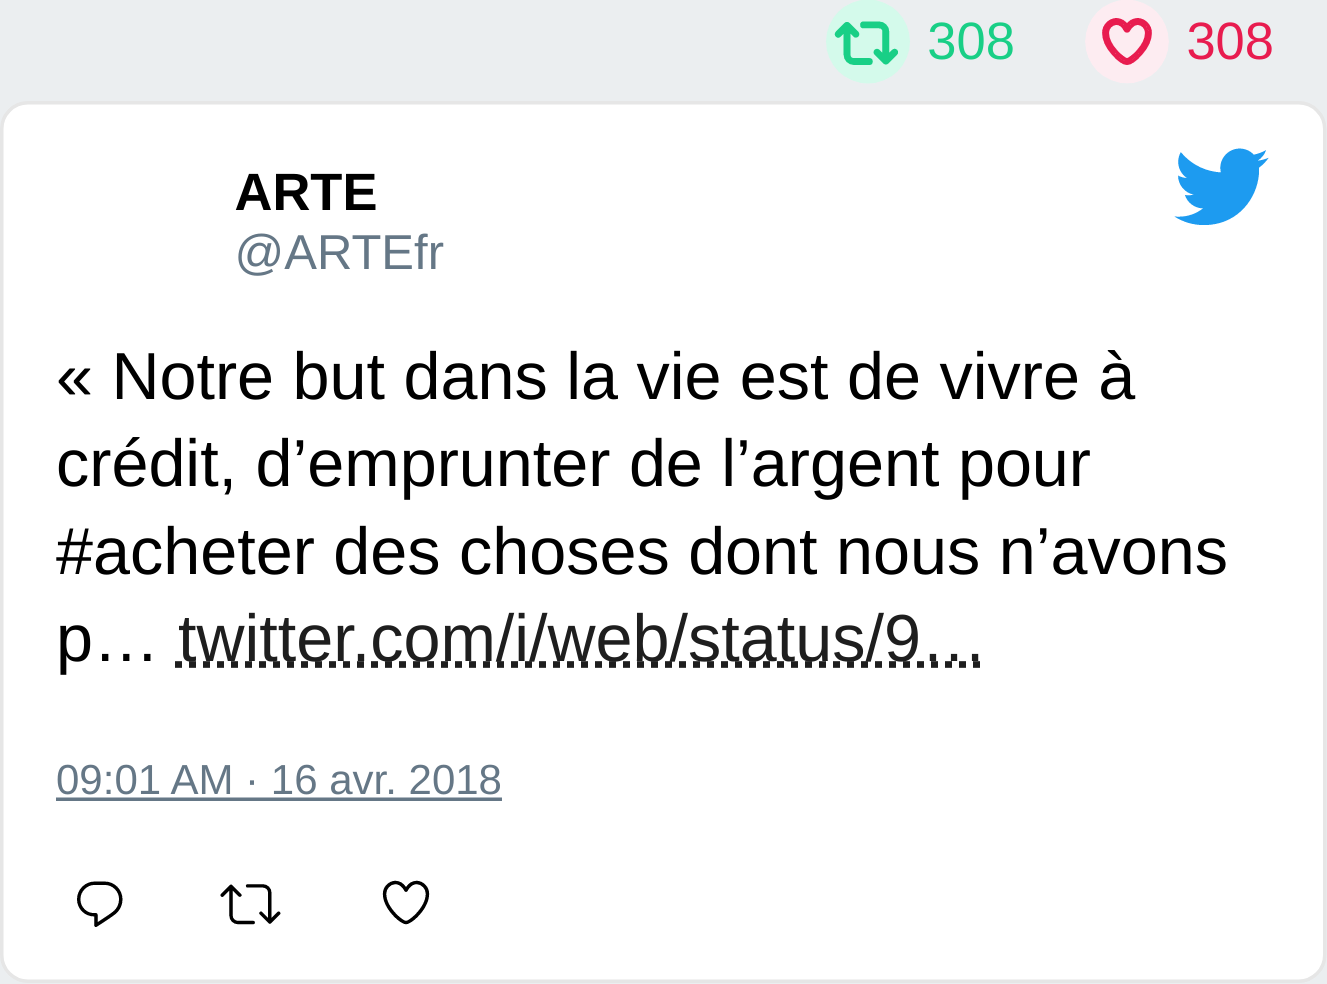 308 308
ARTE
@ARTEfr
« Notre but dans la vie est de vivre à
crédit, d’emprunter de l’argent pour
#acheter des choses dont nous n’avons
p… twitter.com/i/web/status/9…
09:01 AM · 16 avr. 2018